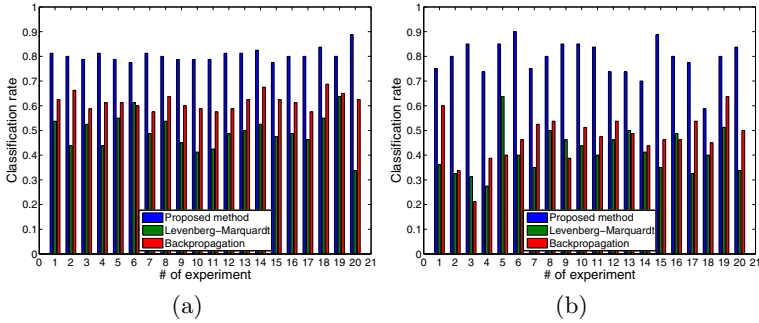 1
0.9
0.8
0.7
0.6
0.5
0.4
0.3
0.2
0.1
0
Classification rate
Proposed method
Levenberg−Marquardt
Backpropagation
0 1 2 3 4 5 6 7 8 9 10 11 12 13 14 15 16 17 18 19 20 21
# of experiment
(a)
1
0.9
0.8
0.7
0.6
0.5
0.4
0.3
0.2
0.1
0
Classification rate
Proposed method
Levenberg−Marquardt
Backpropagation
0 1 2 3 4 5 6 7 8 9 10 11 12 13 14 15 16 17 18 19 20 21
# of experiment
(b)